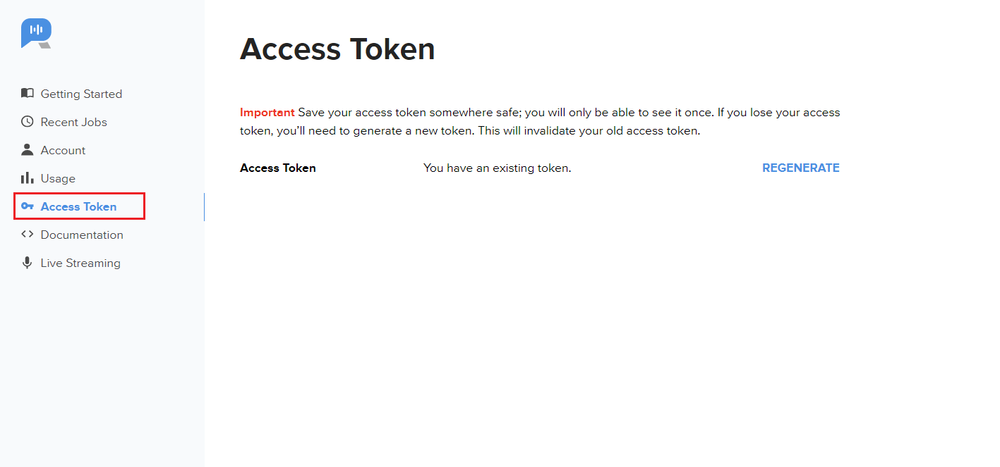 Getting Started
Recent Jobs
Account
Usage
Access Token
Documentation
Live Streaming
Access Token
Important Save your access token somewhere safe; you will only be able to see it once. If you lose your access
token, you’ll need to generate a new token. This will invalidate your old access token.
Access Token You have an existing token. REGENERATE